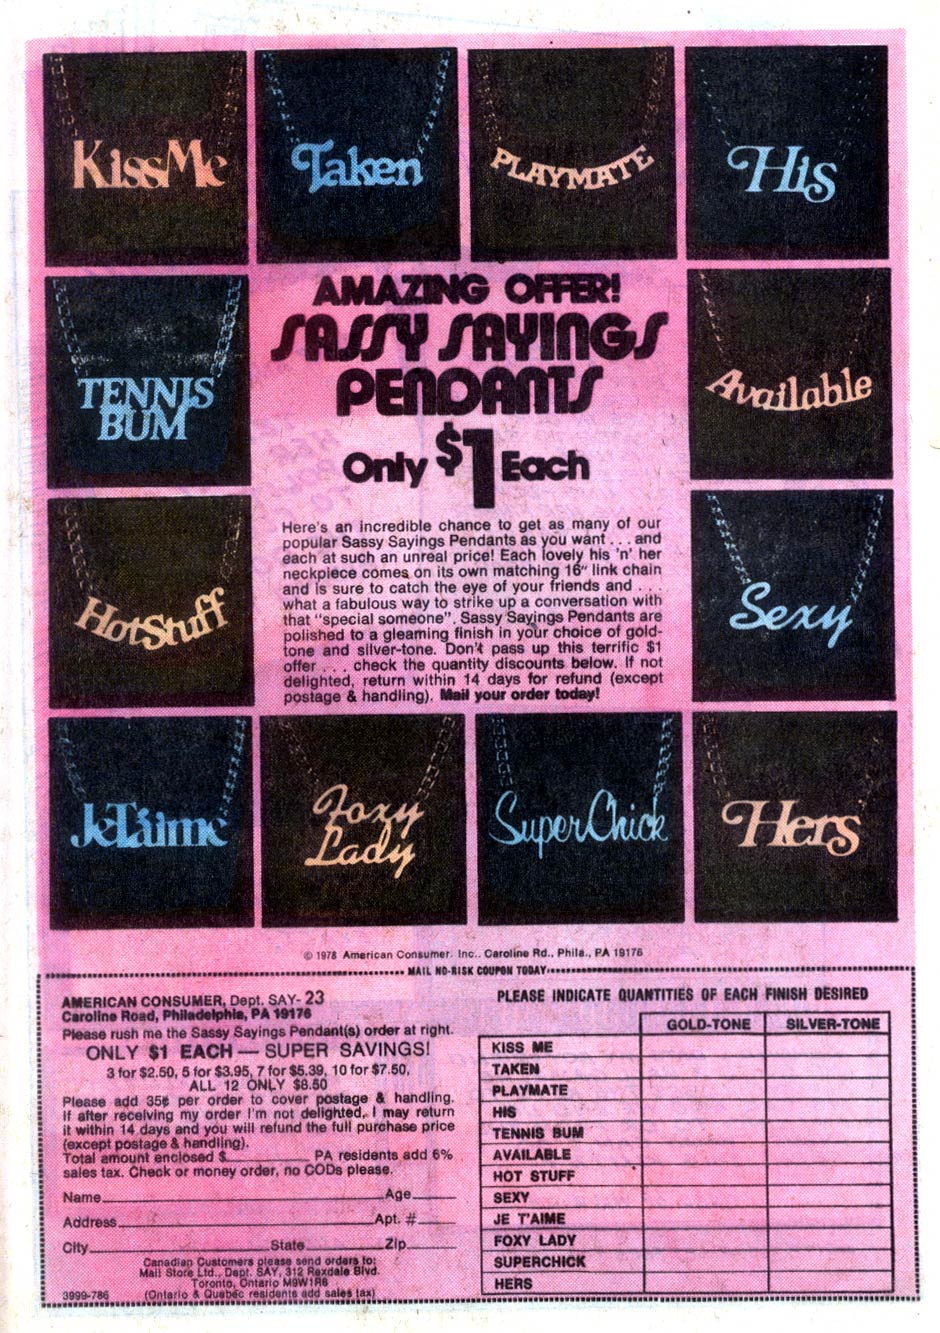 Kiss Me
Taken
PLAYMATE
His
AMAZING OFFER!
SASSY SAYINGS
PENDANTS
Only $1 Each
TENNIS
BUM
Available
Here's an incredible chance to get as many of our
popular Sassy Sayings Pendants as you want . . . and
each at such an unreal price! Each lovely his 'n' her
neckpiece comes on its own matching 16" link chain
and is sure to catch the eye of your friends and . . .
what a fabulous way to strike up a conversation with
that "special someone". Sassy Sayings Pendants are
polished to a gleaming finish in your choice of gold-
tone and silver-tone. Don't pass up this terrific $1
offer . . . check the quantity discounts below. If not
delighted, return within 14 days for refund (except
postage & handling). Mail your order today!
Hot Stuff
Sexy
Je T'aime
Foxy
Lady
Super Chick
Hers
© 1978 American Consumer, Inc., Caroline Rd., Phila., PA 19176
MAIL NO-RISK COUPON TODAY
AMERICAN CONSUMER, Dept. SAY- 23
Caroline Road, Philadelphia, PA 19176
Please rush me the Sassy Sayings Pendant(s) order at right.
ONLY $1 EACH — SUPER SAVINGS!
3 for $2.50, 5 for $3.95, 7 for $5.39, 10 for $7.50,
ALL 12 ONLY $8.50
Please add 35¢ per order to cover postage & handling.
If after receiving my order I'm not delighted, I may return
it within 14 days and you will refund the full purchase price
(except postage & handling).
Total amount enclosed $ PA residents add 6%
sales tax. Check or money order, no CODs please.
Name Age
Address Apt. #
City State Zip
Canadian Customers please send orders to:
Mail Store Ltd., Dept. SAY, 312 Rexdale Blvd.
Toronto, Ontario M9W1R6
3999-786 (Ontario & Quebec residents add sales tax)
PLEASE INDICATE QUANTITIES OF EACH FINISH DESIRED
GOLD-TONE SILVER-TONE
KISS ME
TAKEN
PLAYMATE
HIS
TENNIS BUM
AVAILABLE
HOT STUFF
SEXY
JE T'AIME
FOXY LADY
SUPERCHICK
HERS